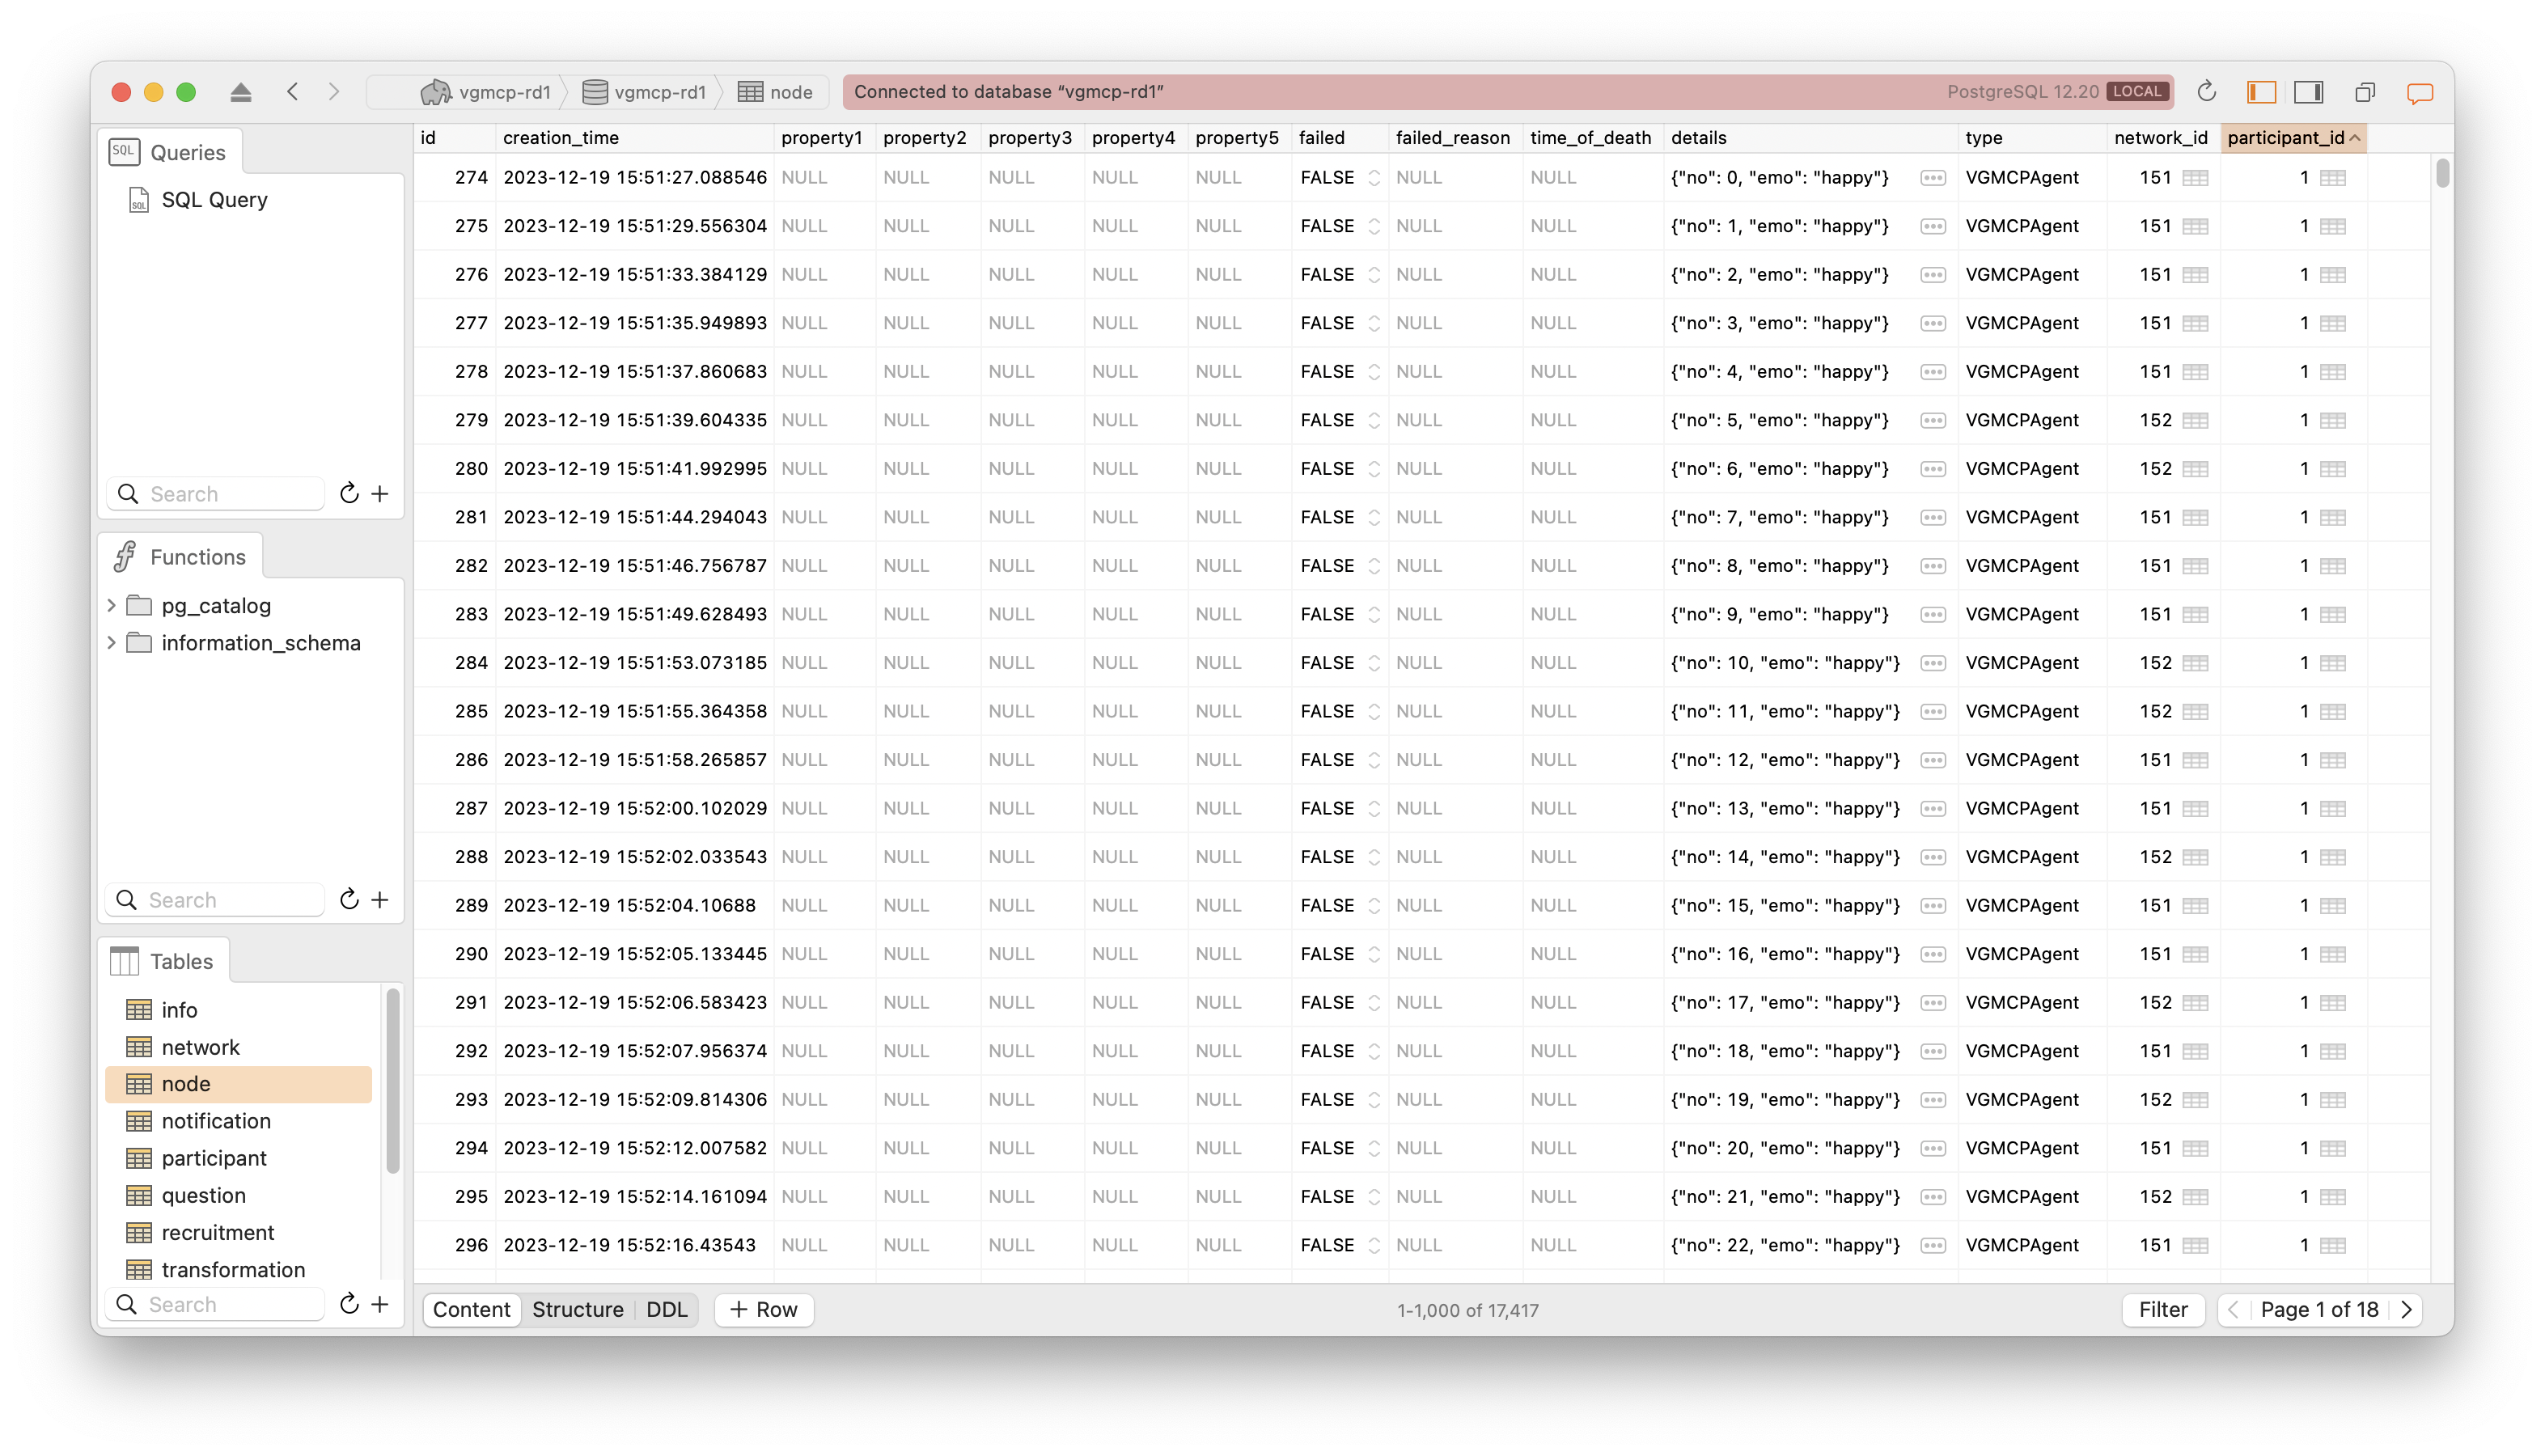 vgmcp-rd1 vgmcp-rd1 node Connected to database “vgmcp-rd1” PostgreSQL 12.20 LOCAL
SQL Queries
SQL SQL Query
Search
Functions
pg_catalog
information_schema
Search
Tables
info
network
node
notification
participant
question
recruitment
transformation
Search
id creation_time property1 property2 property3 property4 property5 failed failed_reason time_of_death details type network_id participant_id
274 2023-12-19 15:51:27.088546 NULL NULL NULL NULL NULL FALSE NULL NULL {"no": 0, "emo": "happy"} VGMCPAgent 151 1
275 2023-12-19 15:51:29.556304 NULL NULL NULL NULL NULL FALSE NULL NULL {"no": 1, "emo": "happy"} VGMCPAgent 151 1
276 2023-12-19 15:51:33.384129 NULL NULL NULL NULL NULL FALSE NULL NULL {"no": 2, "emo": "happy"} VGMCPAgent 151 1
277 2023-12-19 15:51:35.949893 NULL NULL NULL NULL NULL FALSE NULL NULL {"no": 3, "emo": "happy"} VGMCPAgent 151 1
278 2023-12-19 15:51:37.860683 NULL NULL NULL NULL NULL FALSE NULL NULL {"no": 4, "emo": "happy"} VGMCPAgent 151 1
279 2023-12-19 15:51:39.604335 NULL NULL NULL NULL NULL FALSE NULL NULL {"no": 5, "emo": "happy"} VGMCPAgent 152 1
280 2023-12-19 15:51:41.992995 NULL NULL NULL NULL NULL FALSE NULL NULL {"no": 6, "emo": "happy"} VGMCPAgent 152 1
281 2023-12-19 15:51:44.294043 NULL NULL NULL NULL NULL FALSE NULL NULL {"no": 7, "emo": "happy"} VGMCPAgent 151 1
282 2023-12-19 15:51:46.756787 NULL NULL NULL NULL NULL FALSE NULL NULL {"no": 8, "emo": "happy"} VGMCPAgent 151 1
283 2023-12-19 15:51:49.628493 NULL NULL NULL NULL NULL FALSE NULL NULL {"no": 9, "emo": "happy"} VGMCPAgent 151 1
284 2023-12-19 15:51:53.073185 NULL NULL NULL NULL NULL FALSE NULL NULL {"no": 10, "emo": "happy"} VGMCPAgent 152 1
285 2023-12-19 15:51:55.364358 NULL NULL NULL NULL NULL FALSE NULL NULL {"no": 11, "emo": "happy"} VGMCPAgent 152 1
286 2023-12-19 15:51:58.265857 NULL NULL NULL NULL NULL FALSE NULL NULL {"no": 12, "emo": "happy"} VGMCPAgent 151 1
287 2023-12-19 15:52:00.102029 NULL NULL NULL NULL NULL FALSE NULL NULL {"no": 13, "emo": "happy"} VGMCPAgent 151 1
288 2023-12-19 15:52:02.033543 NULL NULL NULL NULL NULL FALSE NULL NULL {"no": 14, "emo": "happy"} VGMCPAgent 152 1
289 2023-12-19 15:52:04.10688 NULL NULL NULL NULL NULL FALSE NULL NULL {"no": 15, "emo": "happy"} VGMCPAgent 151 1
290 2023-12-19 15:52:05.133445 NULL NULL NULL NULL NULL FALSE NULL NULL {"no": 16, "emo": "happy"} VGMCPAgent 151 1
291 2023-12-19 15:52:06.583423 NULL NULL NULL NULL NULL FALSE NULL NULL {"no": 17, "emo": "happy"} VGMCPAgent 152 1
292 2023-12-19 15:52:07.956374 NULL NULL NULL NULL NULL FALSE NULL NULL {"no": 18, "emo": "happy"} VGMCPAgent 151 1
293 2023-12-19 15:52:09.814306 NULL NULL NULL NULL NULL FALSE NULL NULL {"no": 19, "emo": "happy"} VGMCPAgent 152 1
294 2023-12-19 15:52:12.007582 NULL NULL NULL NULL NULL FALSE NULL NULL {"no": 20, "emo": "happy"} VGMCPAgent 151 1
295 2023-12-19 15:52:14.161094 NULL NULL NULL NULL NULL FALSE NULL NULL {"no": 21, "emo": "happy"} VGMCPAgent 152 1
296 2023-12-19 15:52:16.43543 NULL NULL NULL NULL NULL FALSE NULL NULL {"no": 22, "emo": "happy"} VGMCPAgent 151 1
Content Structure DDL + Row 1-1,000 of 17,417 Filter Page 1 of 18